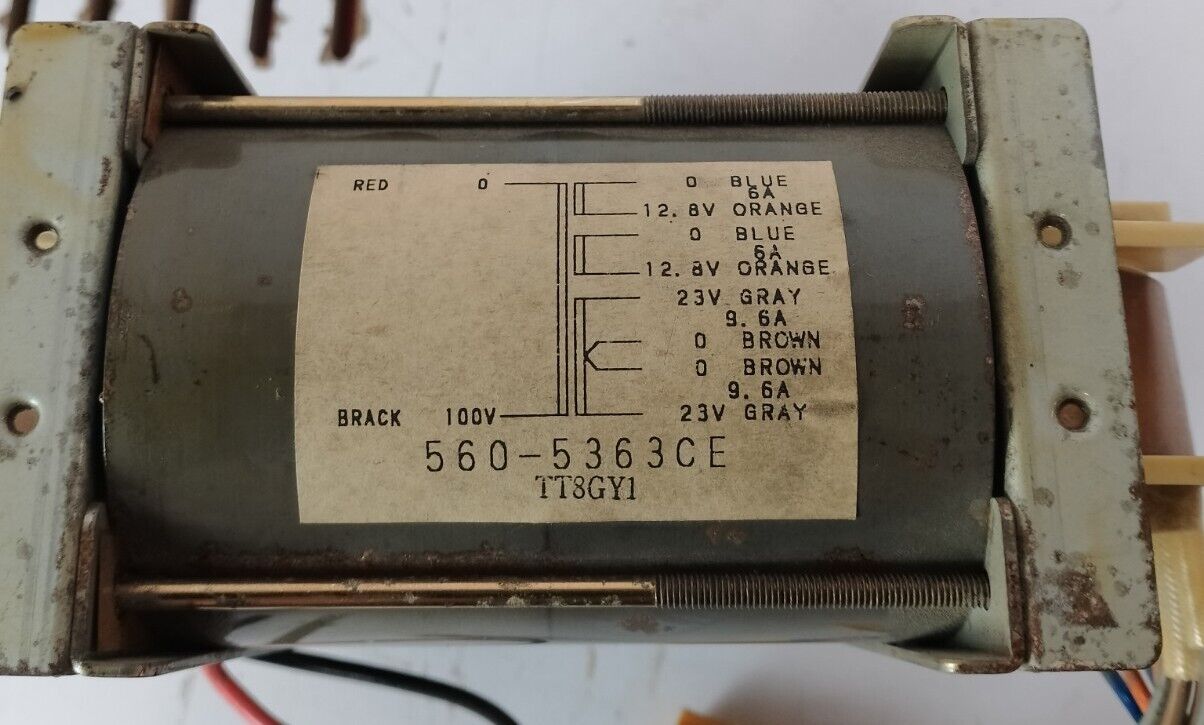 RED 0 0 BLUE
6A
12.8V ORANGE
0 BLUE
6A
12.8V ORANGE
23V GRAY
9.6A
0 BROWN
0 BROWN
9.6A
BRACK 100V 23V GRAY
560-5363CE
TT8GY1